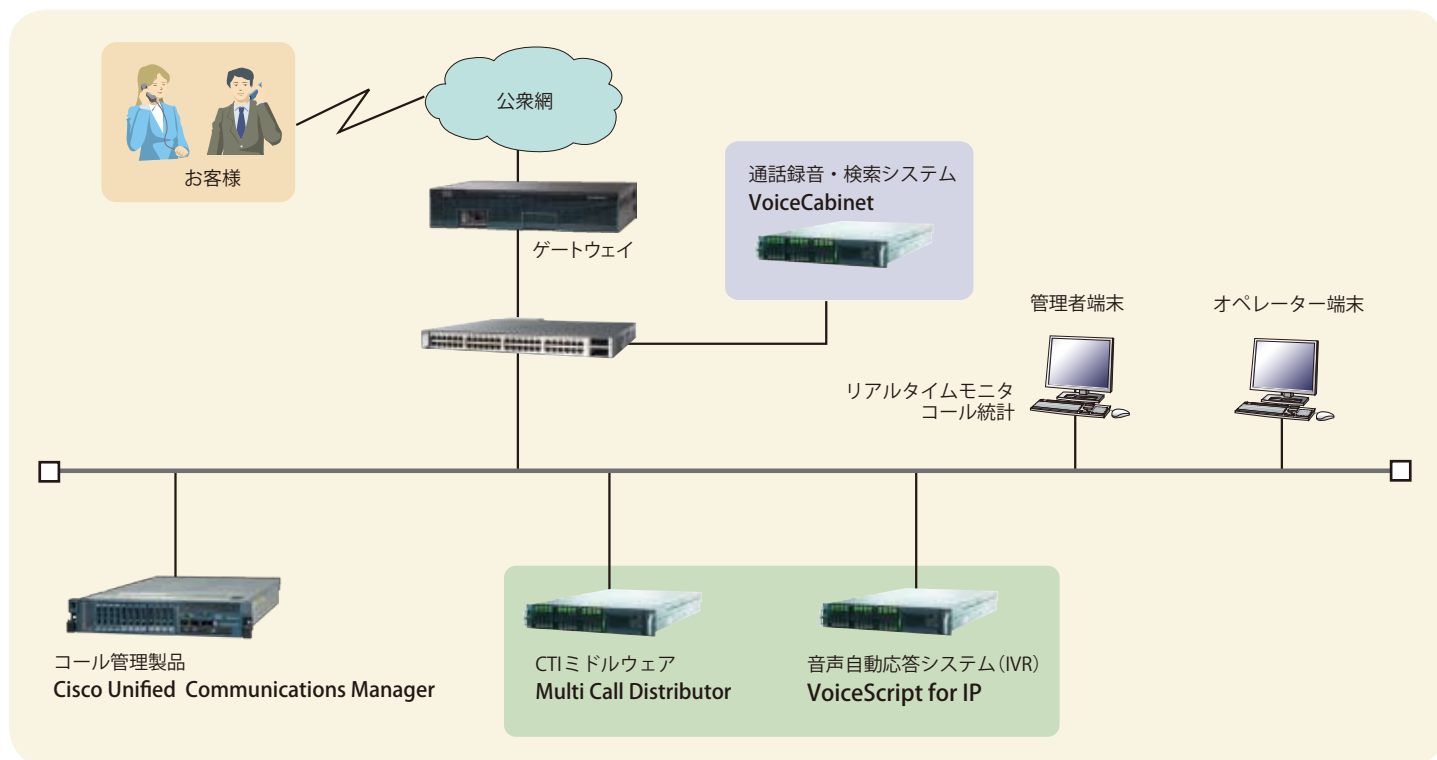 公衆網
お客様
ゲートウェイ
通話録音・検索システム
VoiceCabinet
管理者端末
オペレーター端末
リアルタイムモニタ
コール統計
コール管理製品
Cisco Unified Communications Manager
CTIミドルウェア
Multi Call Distributor
音声自動応答システム(IVR)
VoiceScript for IP